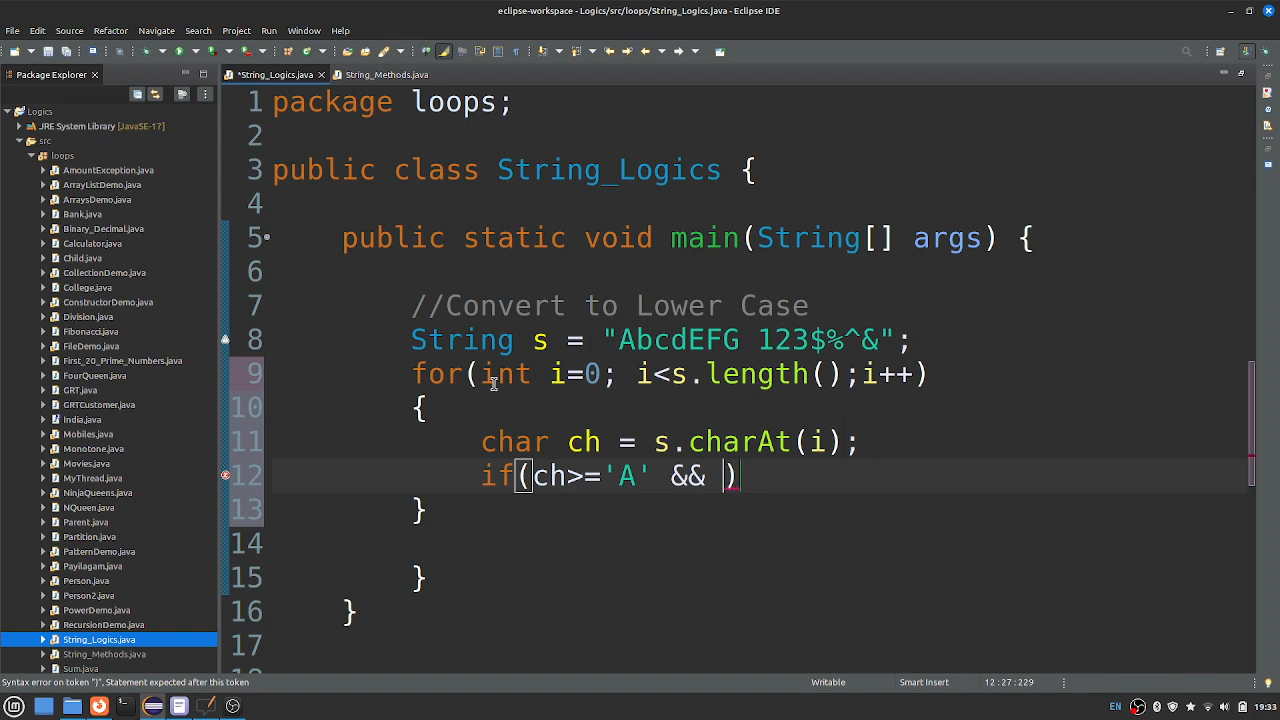 eclipse-workspace - Logics/src/loops/String_Logics.java - Eclipse IDE
File Edit Source Refactor Navigate Search Project Run Window Help
Package Explorer
*String_Logics.java
String_Methods.java
Logics
JRE System Library [JavaSE-17]
src
loops
AmountException.java
ArrayListDemo.java
ArraysDemo.java
Bank.java
Binary_Decimal.java
Calculator.java
Child.java
CollectionDemo.java
College.java
ConstructorDemo.java
Division.java
Fibonacci.java
FileDemo.java
First_20_Prime_Numbers.java
FourQueen.java
GRT.java
GRTCustomer.java
India.java
Mobiles.java
Monotone.java
Movies.java
MyThread.java
NinjaQueens.java
NQueen.java
Parent.java
Partition.java
PatternDemo.java
Payilagam.java
Person.java
Person2.java
PowerDemo.java
RecursionDemo.java
String_Logics.java
String_Methods.java
Sum.java
1 package loops;
2
3 public class String_Logics {
4
5 public static void main(String[] args) {
6
7 //Convert to Lower Case
8 String s = "AbcdEFG 123$%^&";
9 for(int i=0; i<s.length();i++)
10 {
11 char ch = s.charAt(i);
12 if(ch>='A' && )
13 }
14
15 }
16 }
17
18
Syntax error on token ")", Statement expected after this token
Writable
Smart Insert
12:27:229
EN
19:33